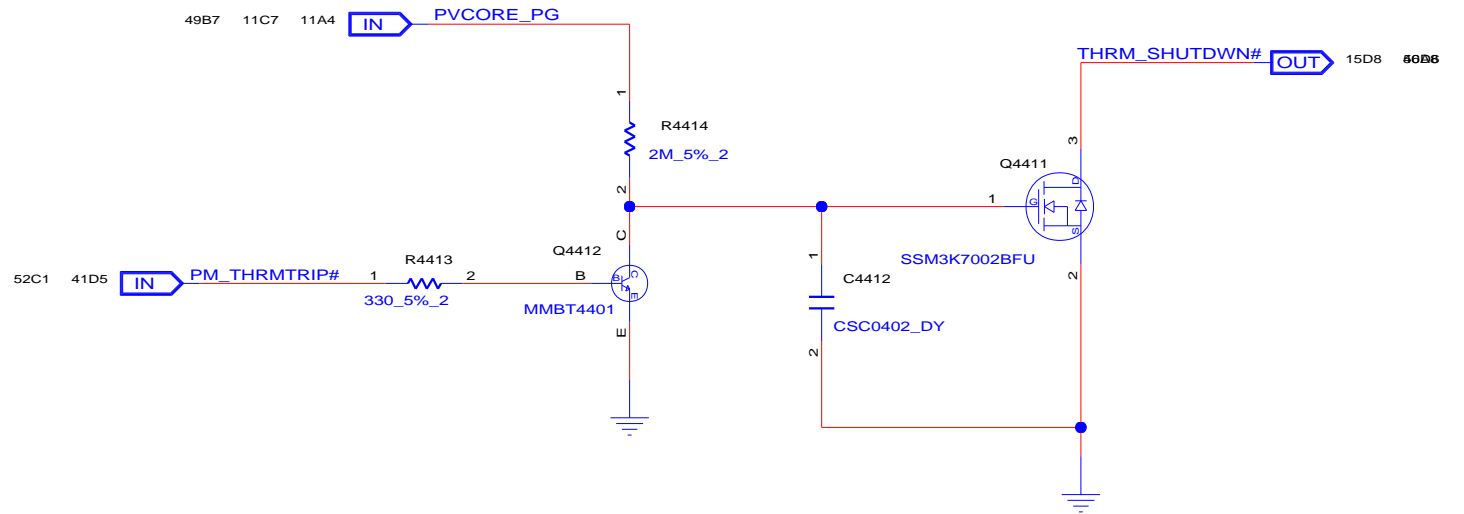 49B7 11C7 11A4 IN PVCORE_PG
THRM_SHUTDWN# OUT 15D8
1
R4414
2M_5%_2
2
3
Q4411
D
G
S
1
SSM3K7002BFU
2
C
Q4412
B
B
C
E
MMBT4401
E
52C1 41D5 IN PM_THRMTRIP#
1
R4413
2
330_5%_2
1
C4412
CSC0402_DY
2